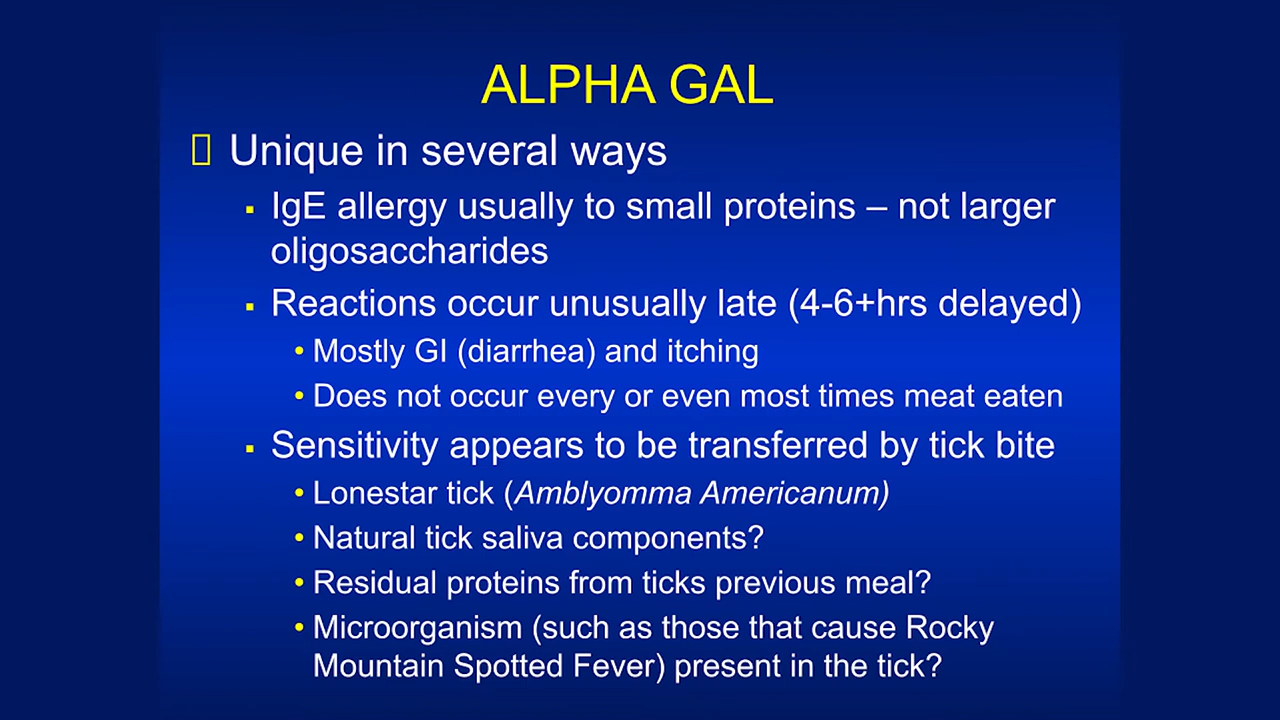 ALPHA GAL
Unique in several ways
▪ IgE allergy usually to small proteins – not larger
oligosaccharides
▪ Reactions occur unusually late (4-6+hrs delayed)
• Mostly GI (diarrhea) and itching
• Does not occur every or even most times meat eaten
▪ Sensitivity appears to be transferred by tick bite
• Lonestar tick (Amblyomma Americanum)
• Natural tick saliva components?
• Residual proteins from ticks previous meal?
• Microorganism (such as those that cause Rocky
Mountain Spotted Fever) present in the tick?